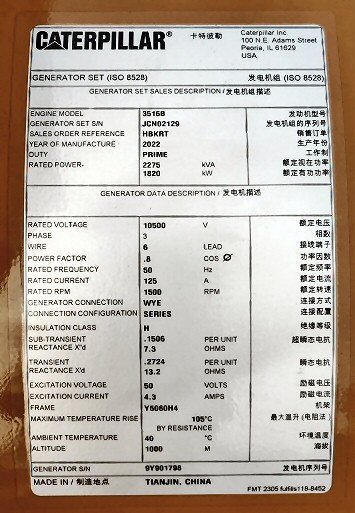 CATERPILLAR® 卡特彼勒 Caterpillar Inc.
100 N.E. Adams Street
Peoria, IL 61629
USA
GENERATOR SET (ISO 8528) 发电机组 (ISO 8528)
GENERATOR SET SALES DESCRIPTION / 发电机组描述
ENGINE MODEL 3516B 发动机型号
GENERATOR SET S/N JCN02129 发电机组的序列号
SALES ORDER REFERENCE HBKRT 销售订单
YEAR OF MANUFACTURE 2022 生产年份
DUTY PRIME 工作制
RATED POWER- 2275 kVA 额定视在功率
1820 kW 额定有功功率
GENERATOR DATA DESCRIPTION / 发电机描述
RATED VOLTAGE 10500 V 额定电压
PHASE 3 相数
WIRE 6 LEAD 接线端子
POWER FACTOR .8 COS Ø 功率因数
RATED FREQUENCY 50 Hz 额定频率
RATED CURRENT 125 A 额定电流
RATED RPM 1500 RPM 额定转速
GENERATOR CONNECTION WYE 连接方式
CONNECTION CONFIGURATION SERIES 连接配置
INSULATION CLASS H 绝缘等级
SUB-TRANSIENT .1506 PER UNIT 超瞬态电抗
REACTANCE X"d 7.3 OHMS
TRANSIENT .2724 PER UNIT 瞬态电抗
REACTANCE X'd 13.2 OHMS
EXCITATION VOLTAGE 50 VOLTS 励磁电压
EXCITATION CURRENT 4.3 AMPS 励磁电流
FRAME Y5060H4 机架
MAXIMUM TEMPERATURE RISE 105°C 最大温升 (电阻法)
BY RESISTANCE
AMBIENT TEMPERATURE 40 °C 环境温度
ALTITUDE 1000 M 海拔
GENERATOR S/N 9Y901798 发电机序列号
MADE IN / 制造地点 TIANJIN, CHINA
FMT 2305 fulfills118-8452